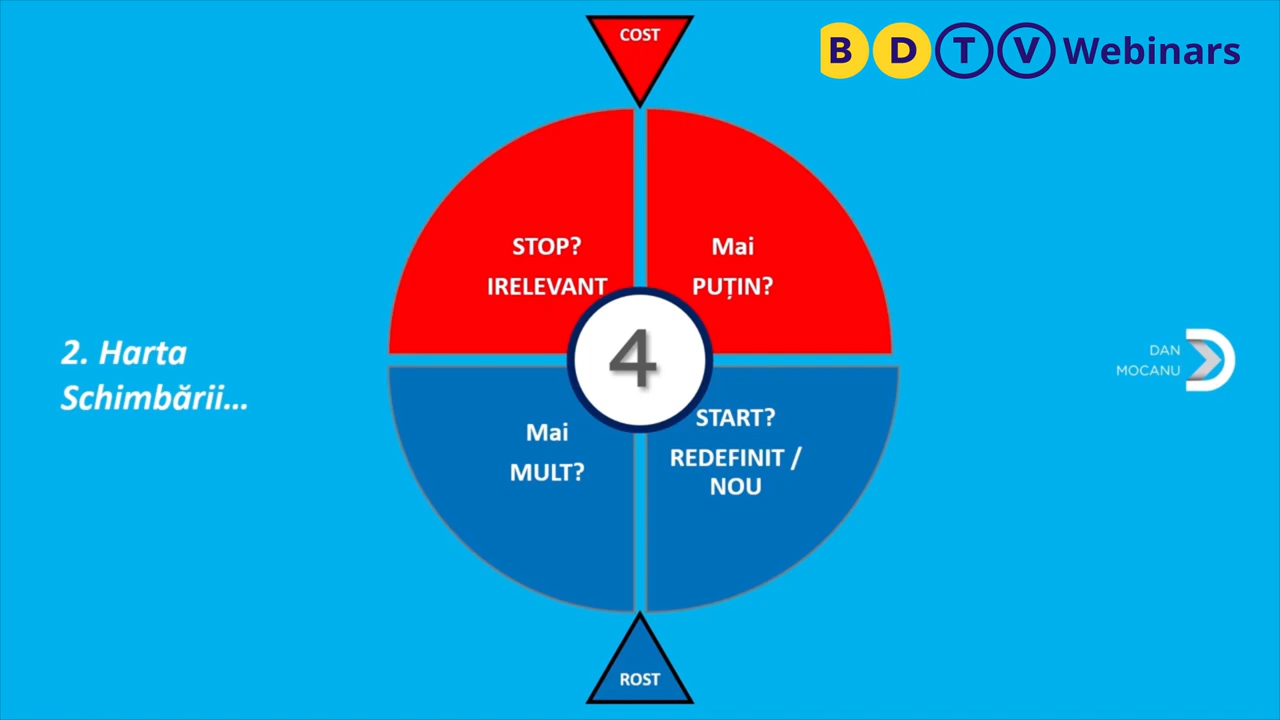 COST
BDTV Webinars
STOP?
IRELEVANT
Mai
PUȚIN?
4
2. Harta
Schimbării...
DAN
MOCANU
Mai
MULT?
START?
REDEFINIT /
NOU
ROST